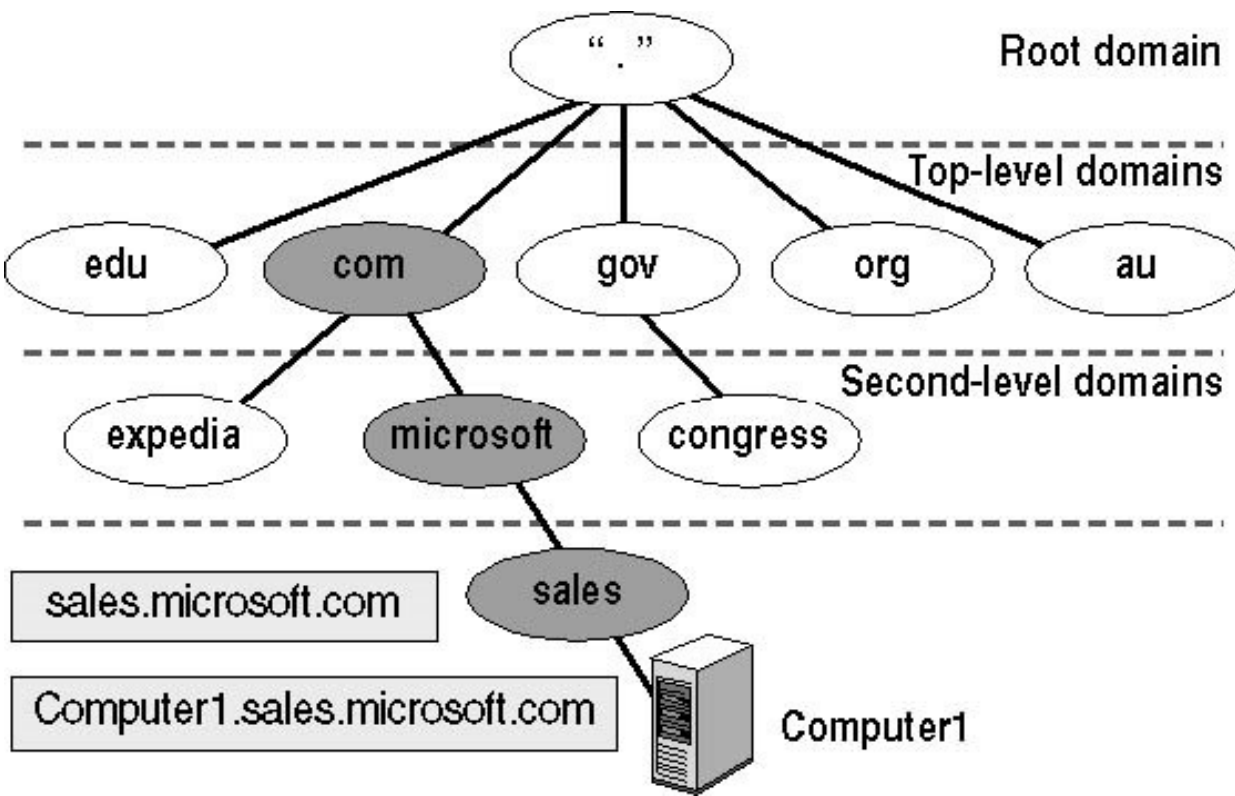 “ . ”
Root domain
Top-level domains
edu
com
gov
org
au
Second-level domains
expedia
microsoft
congress
sales
sales.microsoft.com
Computer1.sales.microsoft.com
Computer1